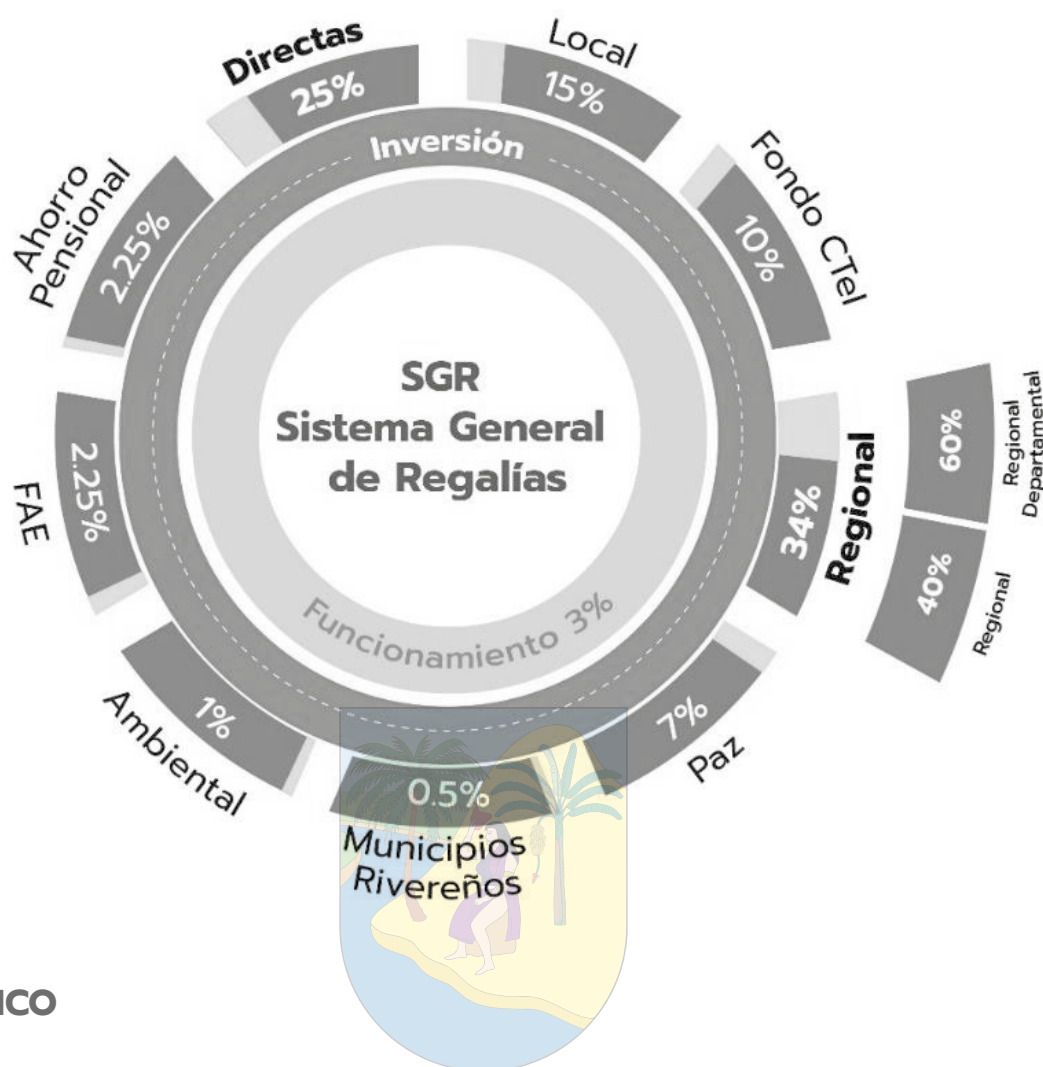 Directas
25%
Local
15%
Fondo CTel
10%
Inversión
Ahorro
Pensional
2.25%
SGR
Sistema General
de Regalías
Regional
34%
60%
Regional
Departamental
40%
Regional
FAE
2.25%
Funcionamiento 3%
Ambiental
1%
Paz
7%
0.5%
Municipios
Rivereños